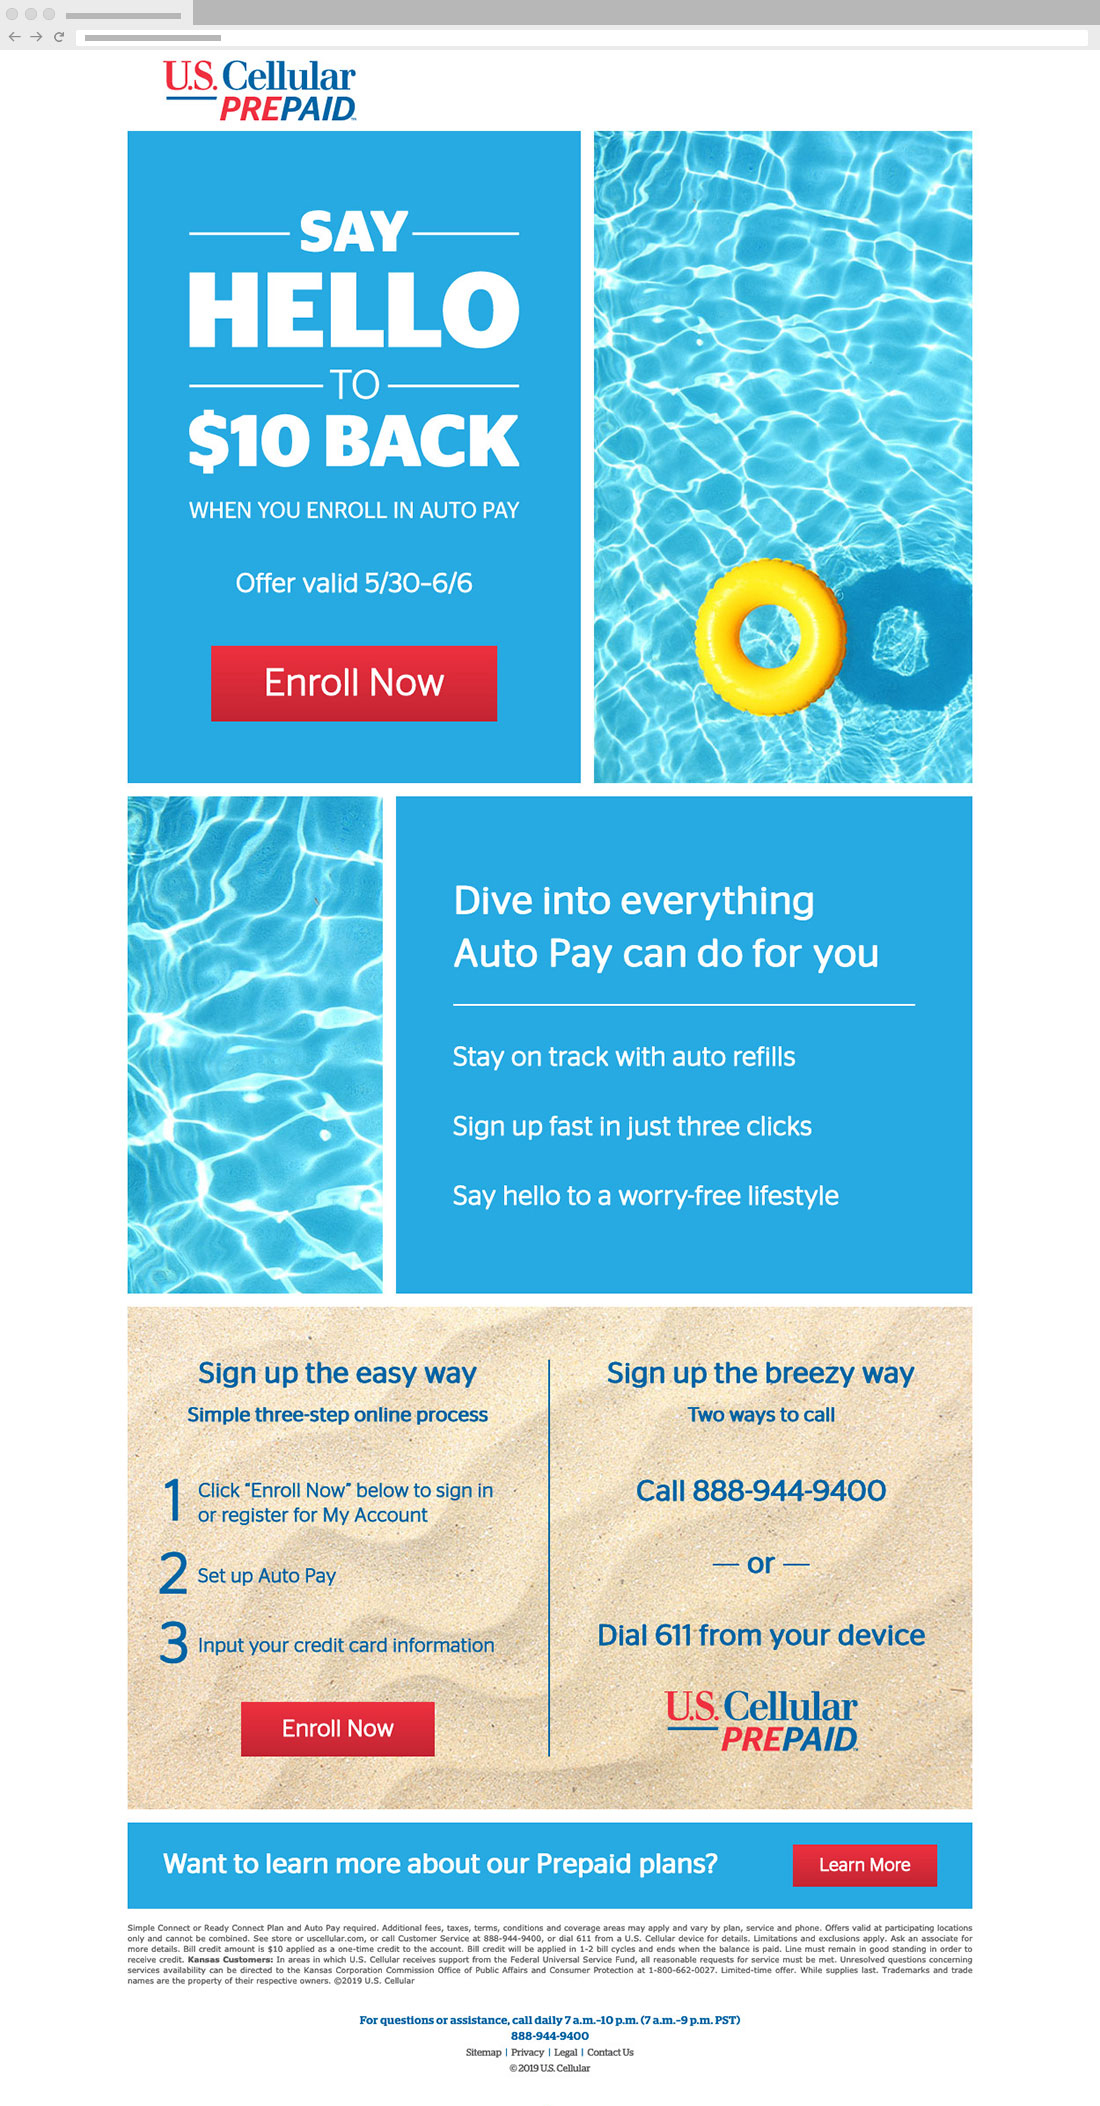 U.S. Cellular
PREPAID
SAY
HELLO
TO
$10 BACK
WHEN YOU ENROLL IN AUTO PAY
Offer valid 5/30–6/6
Enroll Now
Dive into everything
Auto Pay can do for you
Stay on track with auto refills
Sign up fast in just three clicks
Say hello to a worry-free lifestyle
Sign up the easy way
Simple three-step online process
1 Click “Enroll Now” below to sign in
or register for My Account
2 Set up Auto Pay
3 Input your credit card information
Enroll Now
Sign up the breezy way
Two ways to call
Call 888-944-9400
— or —
Dial 611 from your device
U.S. Cellular
PREPAID
Want to learn more about our Prepaid plans?
Learn More
Simple Connect or Ready Connect Plan and Auto Pay required. Additional fees, taxes, terms, conditions and coverage areas may apply and vary by plan, service and phone. Offers valid at participating locations
only and cannot be combined. See store or uscellular.com, or call Customer Service at 888-944-9400, or dial 611 from a U.S. Cellular device for details. Limitations and exclusions apply. Ask an associate for
more details. Bill credit amount is $10 applied as a one-time credit to the account. Bill credit will be applied in 1-2 bill cycles and ends when the balance is paid. Line must remain in good standing in order to
receive credit. Kansas Customers: In areas in which U.S. Cellular receives support from the Federal Universal Service Fund, all reasonable requests for service must be met. Unresolved questions concerning
services availability can be directed to the Kansas Corporation Commission Office of Public Affairs and Consumer Protection at 1-800-662-0027. Limited-time offer. While supplies last. Trademarks and trade
names are the property of their respective owners. ©2019 U.S. Cellular
For questions or assistance, call daily 7 a.m.–10 p.m. (7 a.m.–9 p.m. PST)
888-944-9400
Sitemap | Privacy | Legal | Contact Us
© 2019 U.S. Cellular